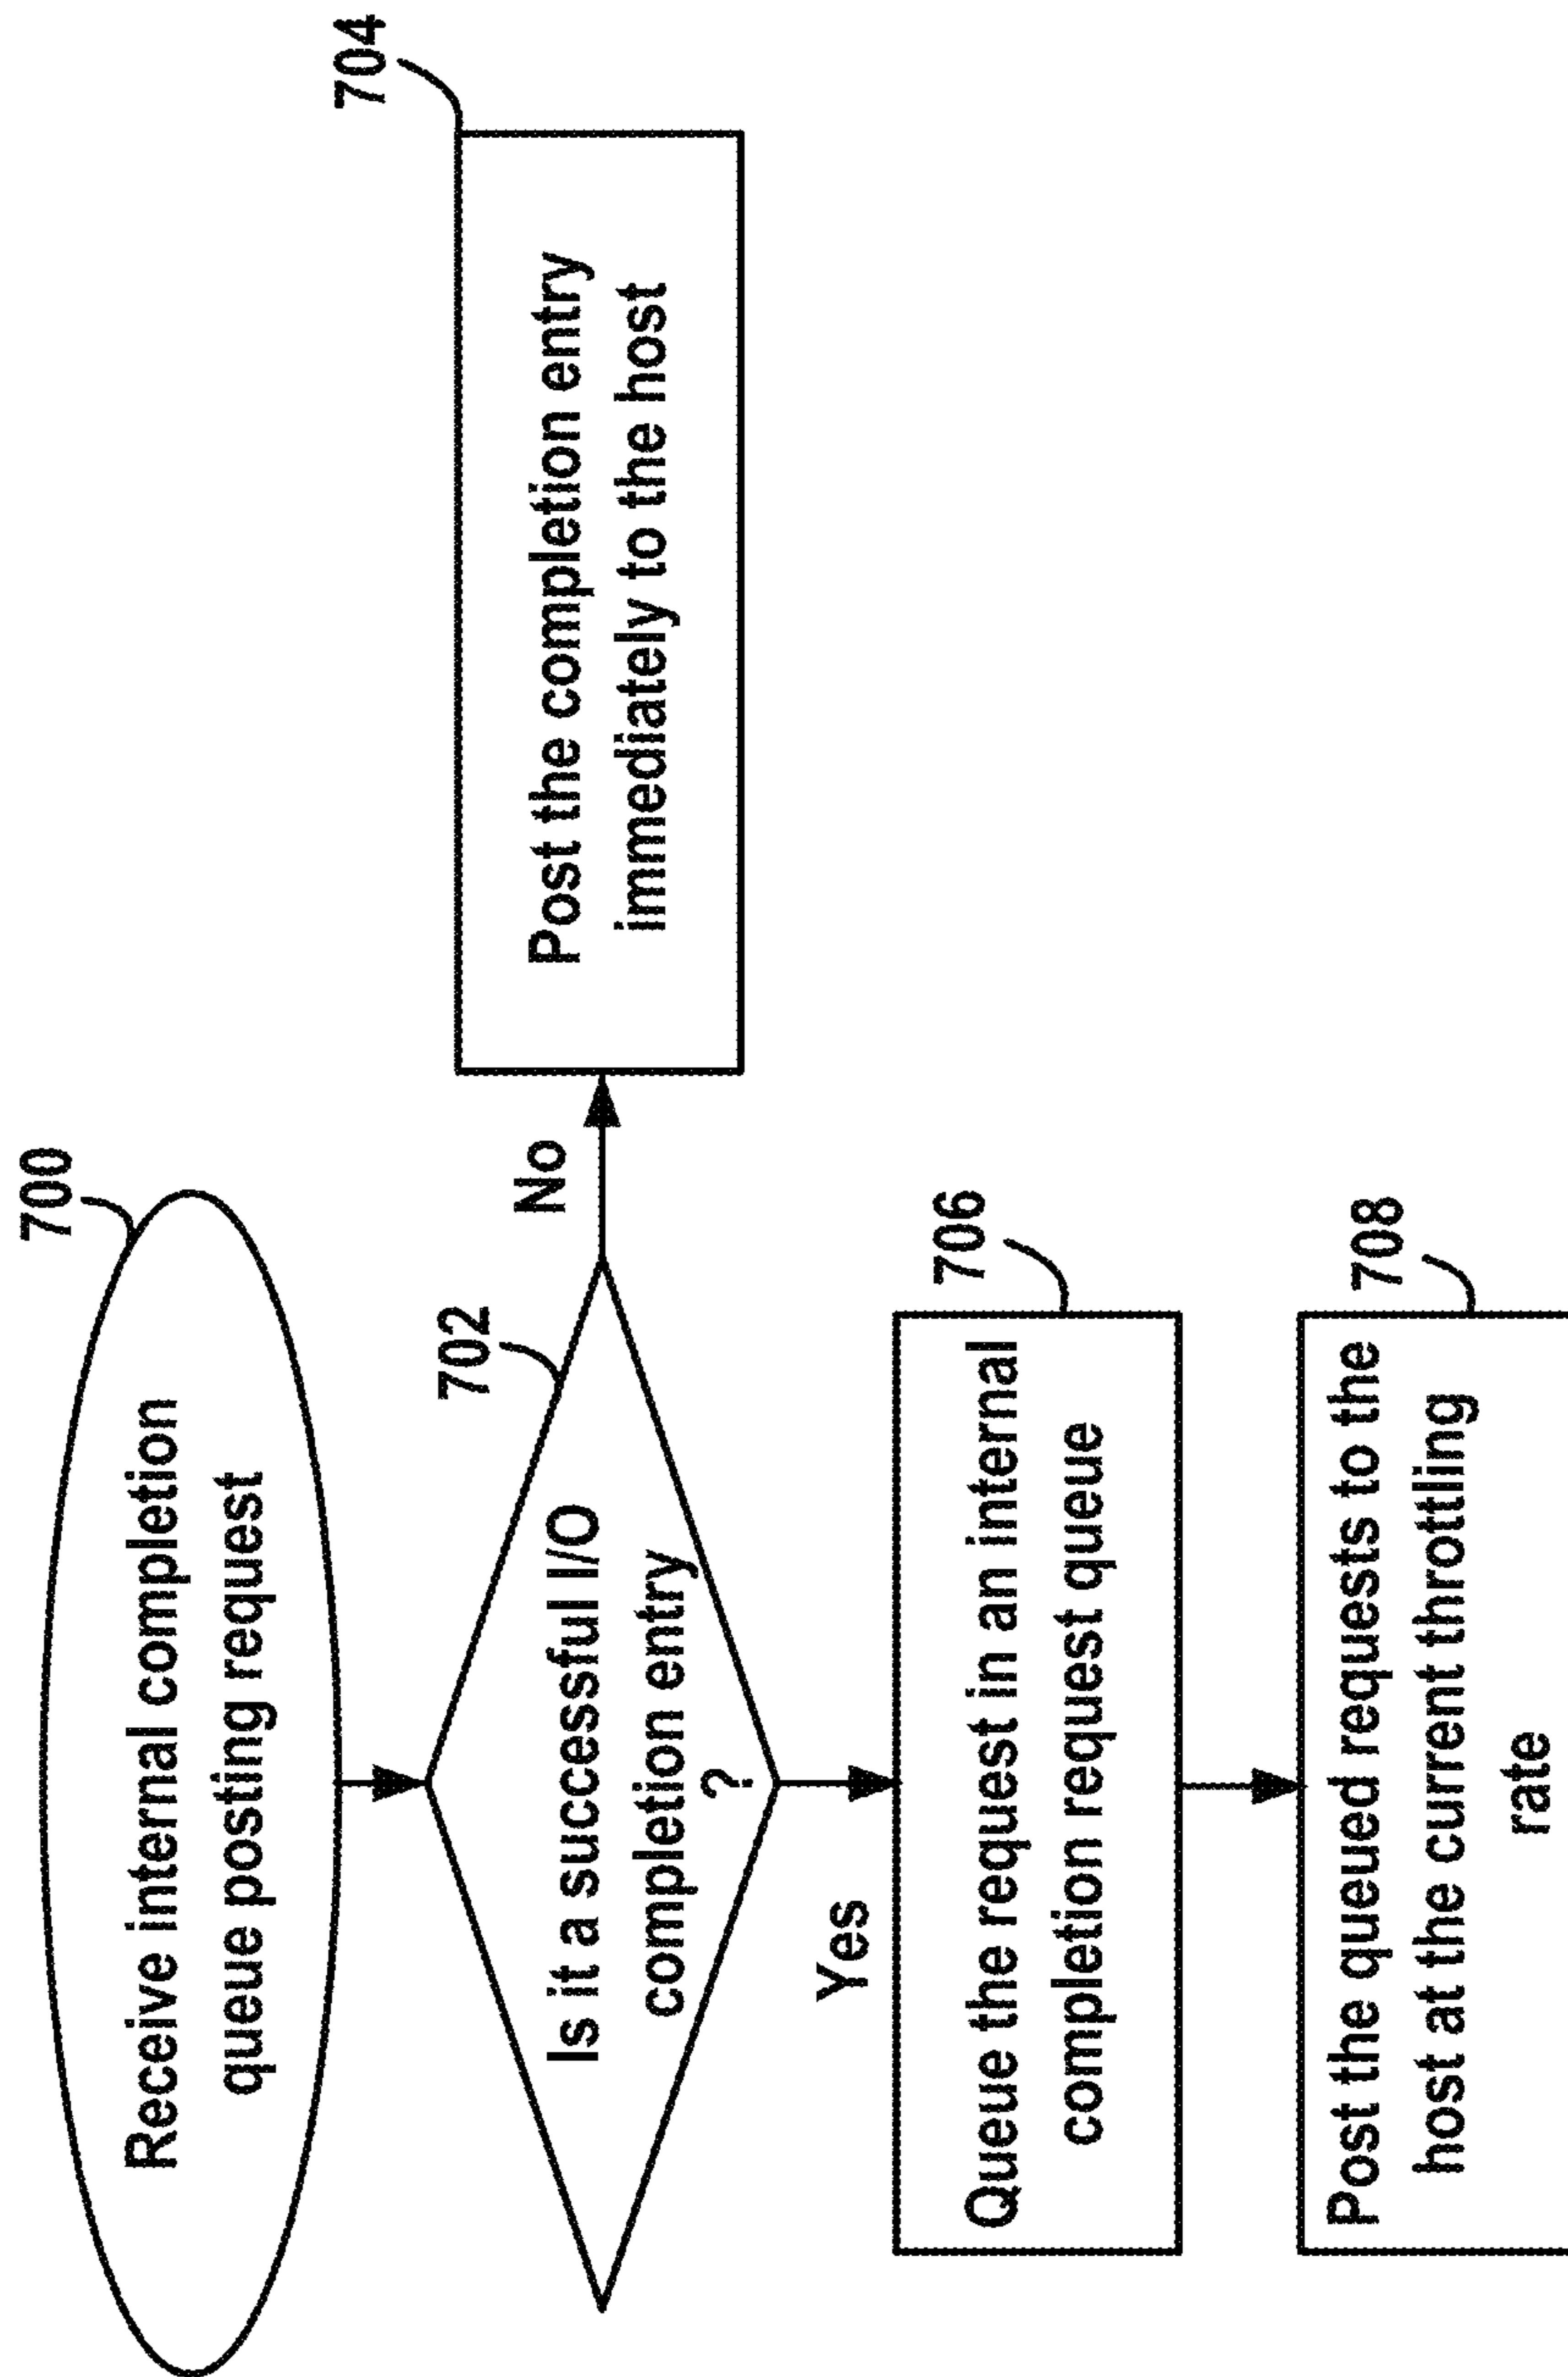 700
Receive internal completion
queue posting request
702
Is it a successful I/O
completion entry
?
No
704
Post the completion entry
immediately to the host
Yes
706
Queue the request in an internal
completion request queue
708
Post the queued requests to the
host at the current throttling
rate